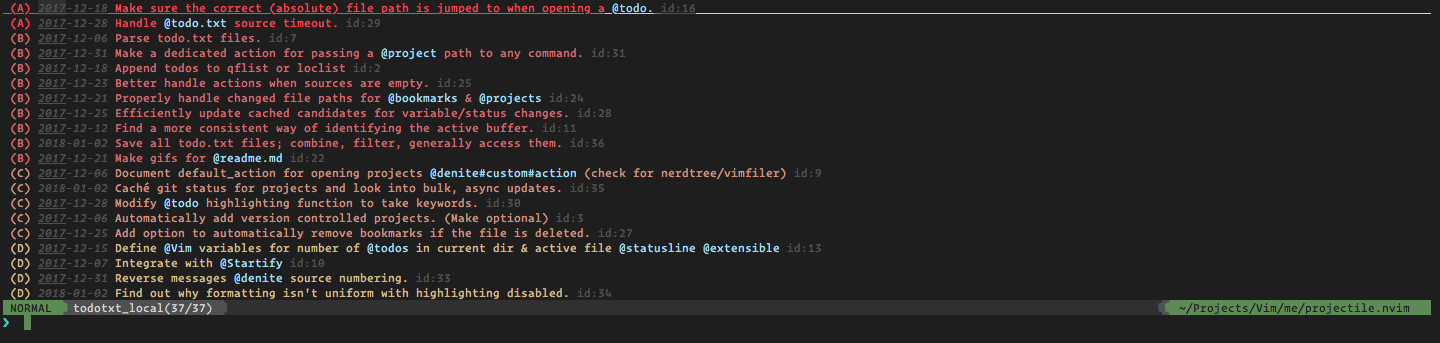 (A) 2017-12-18 Make sure the correct (absolute) file path is jumped to when opening a @todo. id:16
(A) 2017-12-28 Handle @todo.txt source timeout. id:29
(B) 2017-12-06 Parse todo.txt files. id:7
(B) 2017-12-31 Make a dedicated action for passing a @project path to any command. id:31
(B) 2017-12-18 Append todos to qflist or loclist id:2
(B) 2017-12-23 Better handle actions when sources are empty. id:25
(B) 2017-12-21 Properly handle changed file paths for @bookmarks & @projects id:24
(B) 2017-12-25 Efficiently update cached candidates for variable/status changes. id:28
(B) 2017-12-12 Find a more consistent way of identifying the active buffer. id:11
(B) 2018-01-02 Save all todo.txt files; combine, filter, generally access them. id:36
(B) 2017-12-21 Make gifs for @readme.md id:22
(C) 2017-12-06 Document default_action for opening projects @denite#custom#action (check for nerdtree/vimfiler) id:9
(C) 2018-01-02 Caché git status for projects and look into bulk, async updates. id:35
(C) 2017-12-28 Modify @todo highlighting function to take keywords. id:30
(C) 2017-12-06 Automatically add version controlled projects. (Make optional) id:3
(C) 2017-12-25 Add option to automatically remove bookmarks if the file is deleted. id:27
(D) 2017-12-15 Define @Vim variables for number of @todos in current dir & active file @statusline @extensible id:13
(D) 2017-12-07 Integrate with @Startify id:10
(D) 2017-12-31 Reverse messages @denite source numbering. id:33
(D) 2018-01-02 Find out why formatting isn't uniform with highlighting disabled. id:34
NORMAL todotxt_local(37/37) ~/Projects/Vim/me/projectile.nvim
❯